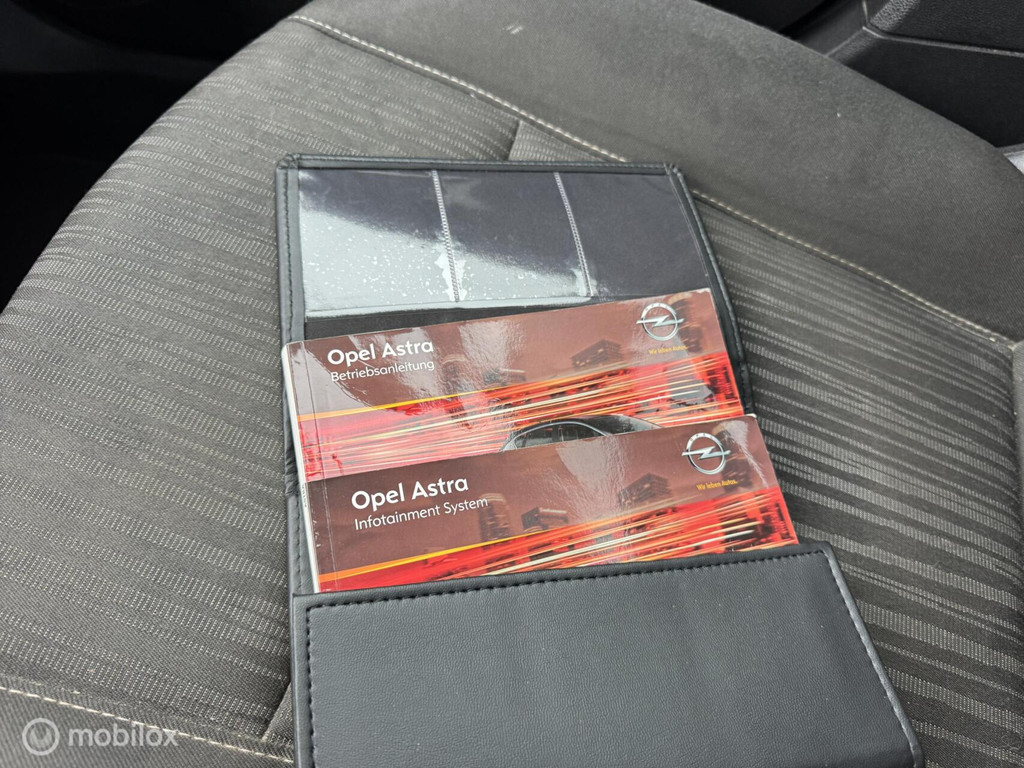 Opel Astra
Betriebsanleitung
Wir leben Autos.
Opel Astra
Infotainment System
Wir leben Autos.
mobilox